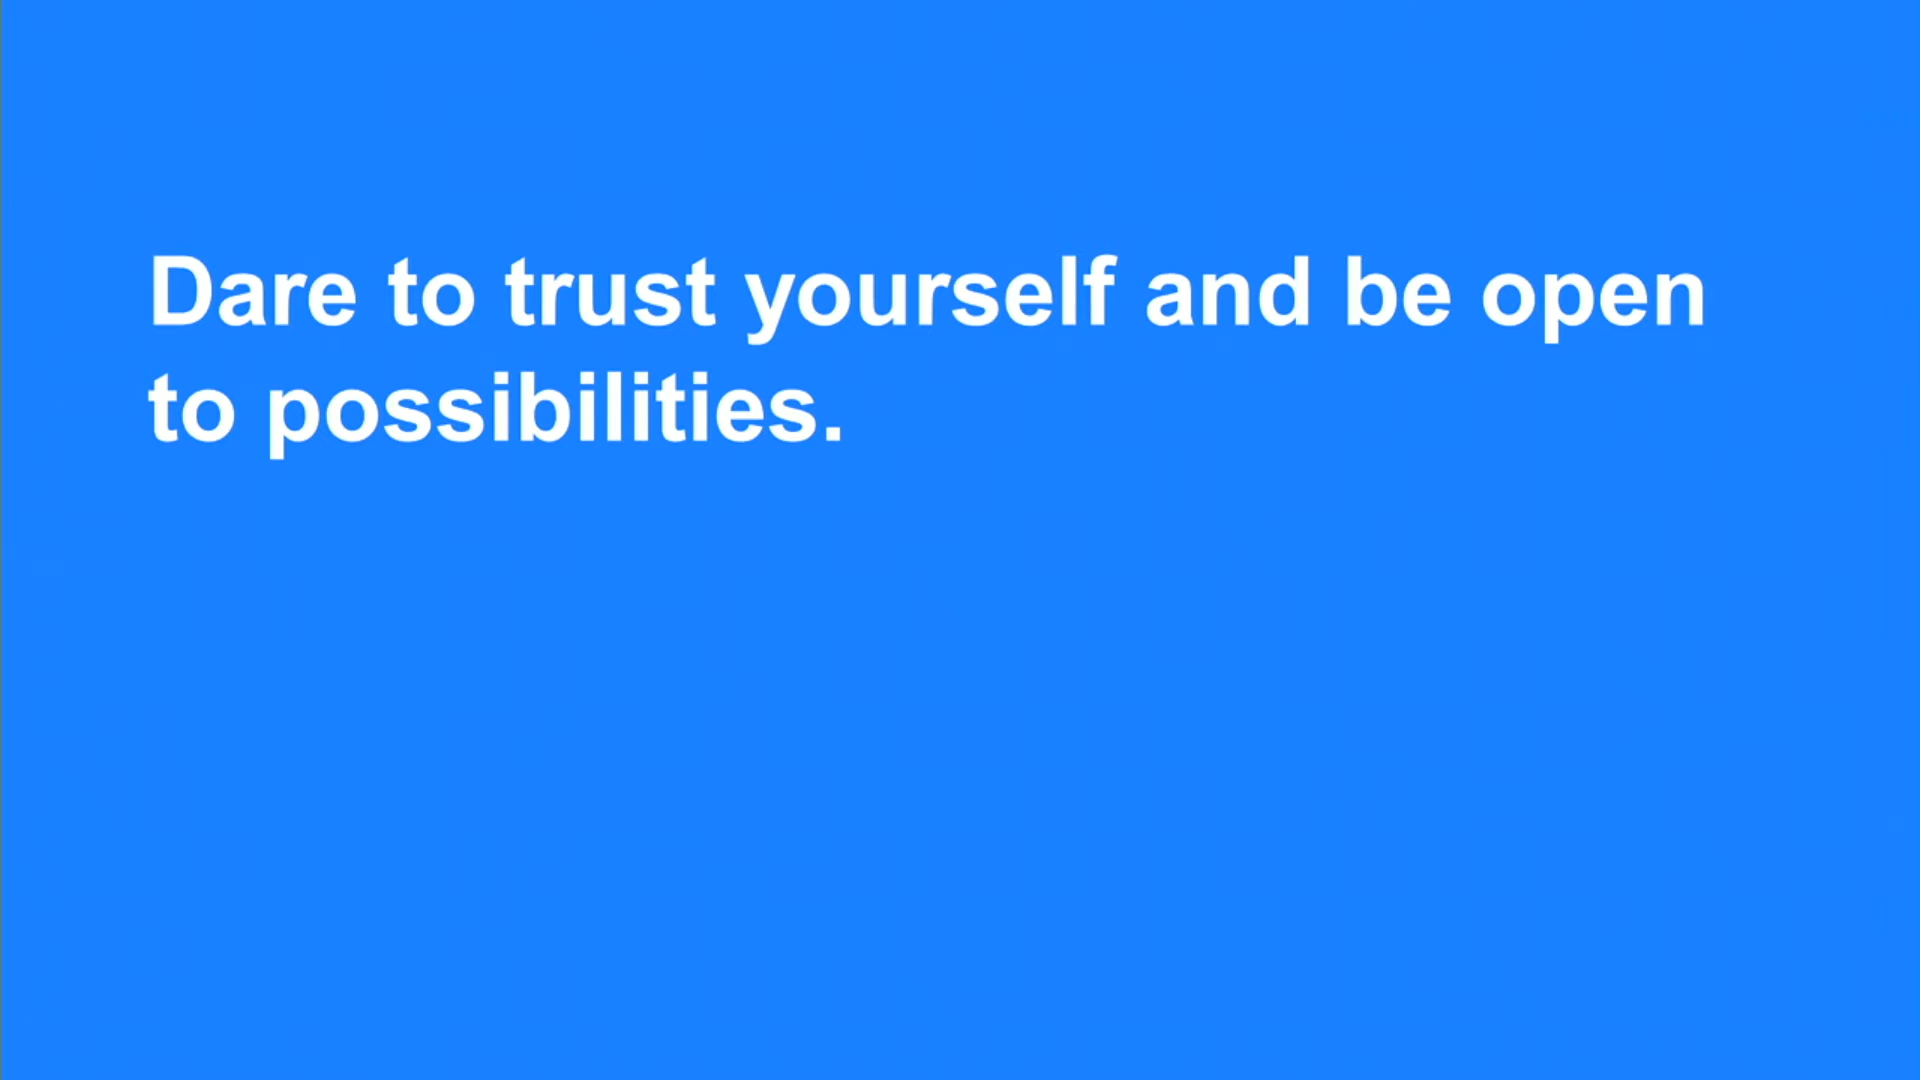 Dare to trust yourself and be open
to possibilities.